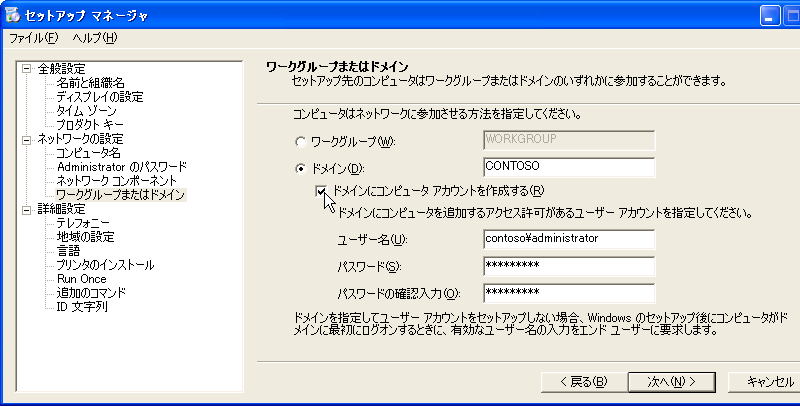 セットアップ マネージャ
ファイル(F) ヘルプ(H)
全般設定
名前と組織名
ディスプレイの設定
タイム ゾーン
プロダクト キー
ネットワークの設定
コンピュータ名
Administrator のパスワード
ネットワーク コンポーネント
ワークグループまたはドメイン
詳細設定
テレフォニー
地域の設定
言語
プリンタのインストール
Run Once
追加のコマンド
ID 文字列
ワークグループまたはドメイン
セットアップ先のコンピュータはワークグループまたはドメインのいずれかに参加することができます。
コンピュータはネットワークに参加させる方法を指定してください。
ワークグループ(W): WORKGROUP
ドメイン(D): CONTOSO
ドメインにコンピュータ アカウントを作成する(R)
ドメインにコンピュータを追加するアクセス許可があるユーザー アカウントを指定してください。
ユーザー名(U): contoso¥administrator
パスワード(S): *********
パスワードの確認入力(O): *********
ドメインを指定してユーザー アカウントをセットアップしない場合、Windows のセットアップ後にコンピュータがド
メインに最初にログオンするときに、有効なユーザー名の入力をエンド ユーザーに要求します。
< 戻る(B) 次へ(N) > キャンセル